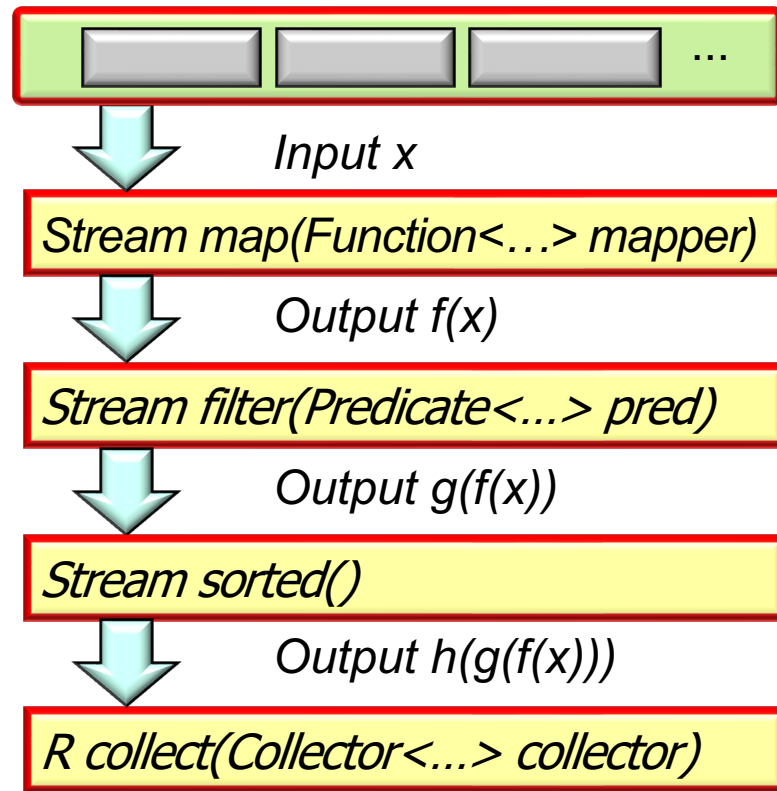 ...
Input x
Stream map(Function<…> mapper)
Output f(x)
Stream filter(Predicate<...> pred)
Output g(f(x))
Stream sorted()
Output h(g(f(x)))
R collect(Collector<...> collector)